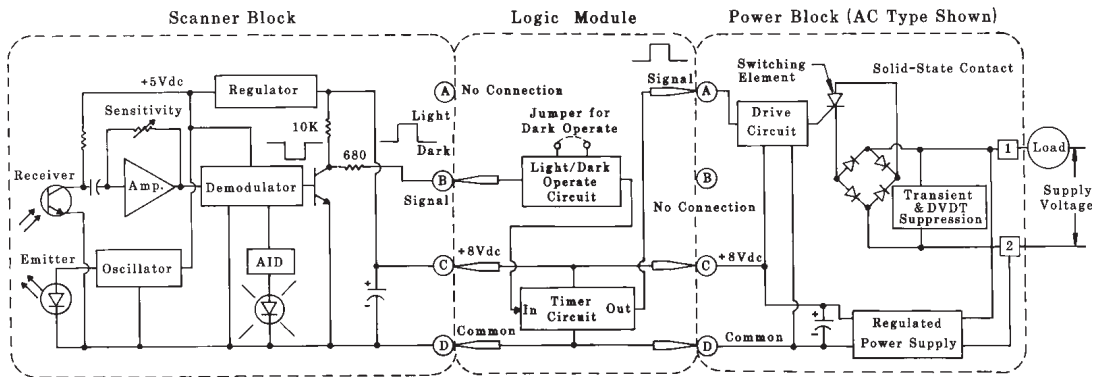 Scanner Block
Logic Module
Power Block (AC Type Shown)
+5Vdc
Regulator
Sensitivity
10K
680
Receiver
Amp.
Demodulator
Emitter
Oscillator
AID
+
-
Light
Dark
A
No Connection
B
Signal
C
+8Vdc
D
Common
Jumper for
Dark Operate
Light/Dark
Operate
Circuit
In
Timer
Circuit
Out
Signal
A
B
No Connection
C
+8Vdc
D
Common
Switching
Element
Solid-State Contact
Drive
Circuit
Transient
& DVDT
Suppression
+
-
Regulated
Power Supply
1
2
Load
Supply
Voltage